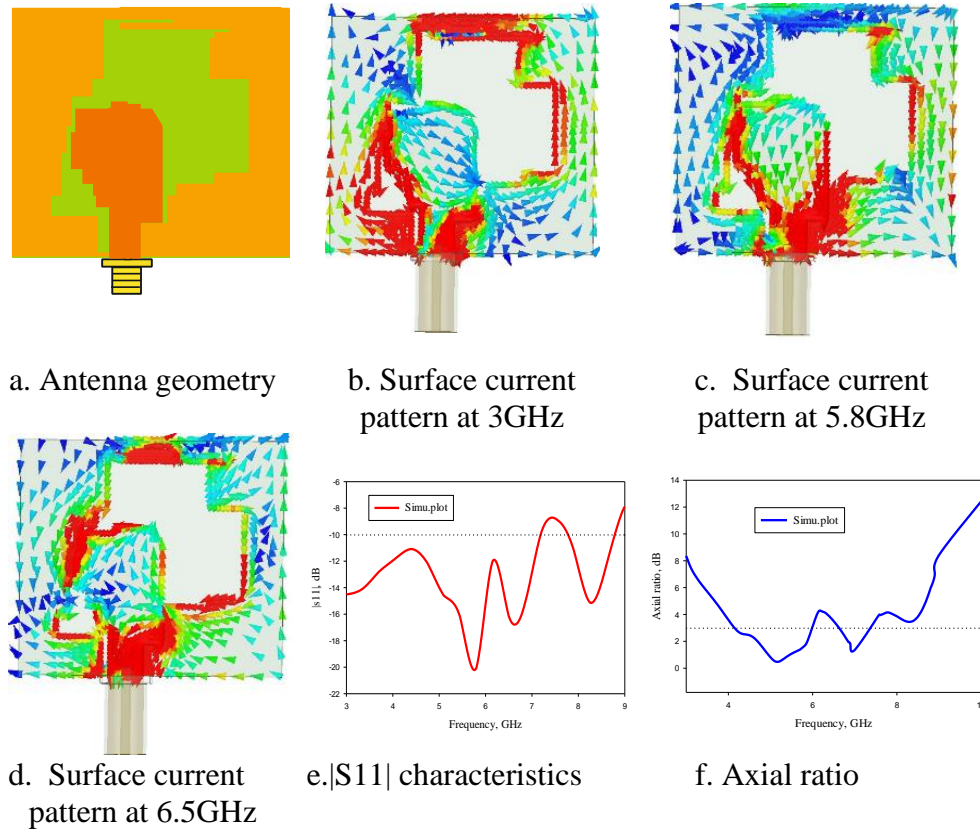 a. Antenna geometry
b. Surface current
pattern at 3GHz
c. Surface current
pattern at 5.8GHz
-6
-8
-10
-12
-14
-16
-18
-20
-22
3 4 5 6 7 8 9
|s11|, dB
Frequency, GHz
Simu.plot
14
12
10
8
6
4
2
0
4 6 8 1
Axial ratio, dB
Frequency, GHz
Simu.plot
d. Surface current
pattern at 6.5GHz
e.|S11| characteristics
f. Axial ratio